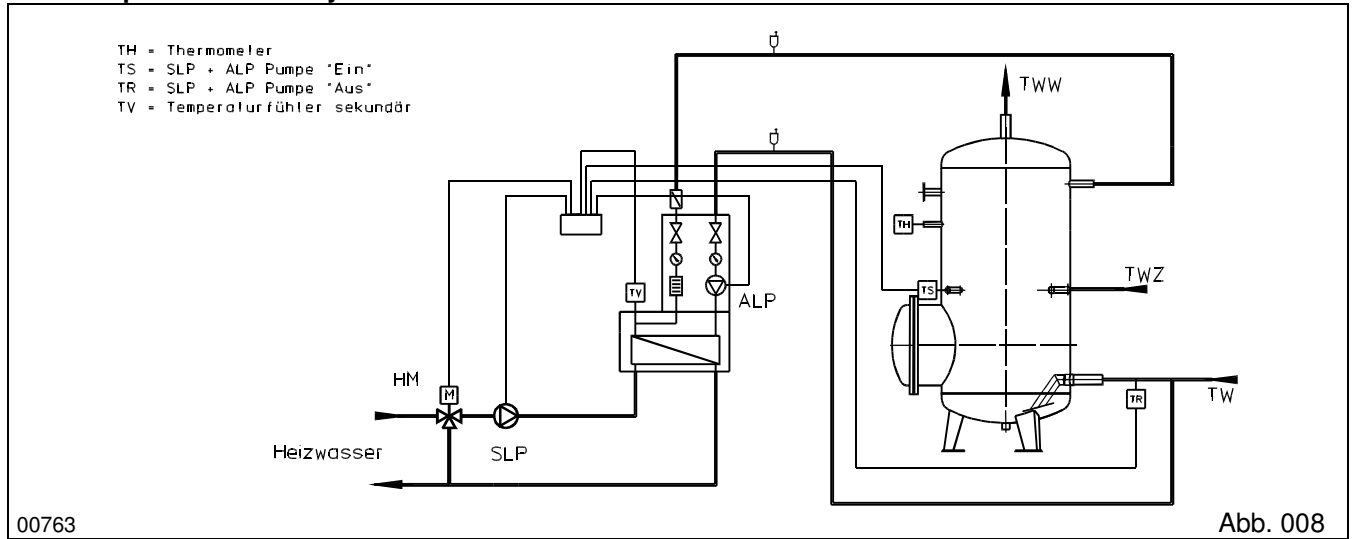 TH = Thermometer
TS = SLP + ALP Pumpe "Ein"
TR = SLP + ALP Pumpe "Aus"
TV = Temperaturfühler sekundär
TWW
TH
TWZ
TS
TV
ALP
HM
M
TW
TR
Heizwasser
SLP
00763
Abb. 008